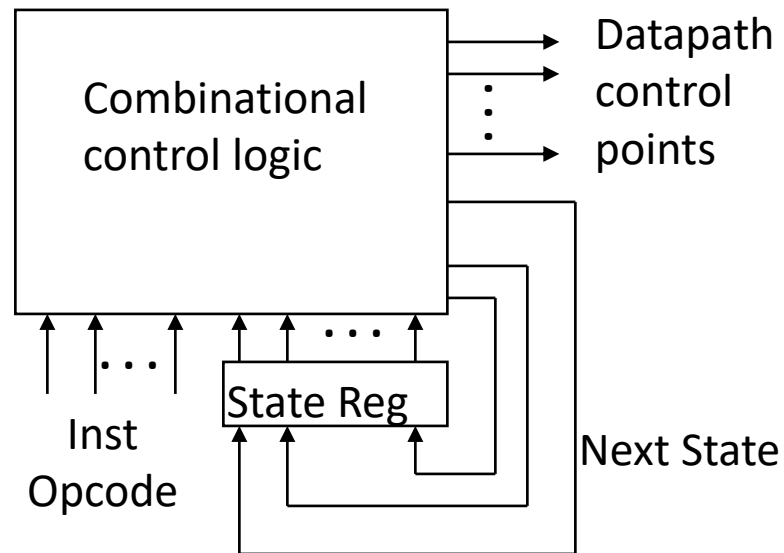 Datapath
control
points
Combinational
control logic
. . .
. . .
. . .
State Reg
Inst
Opcode
Next State